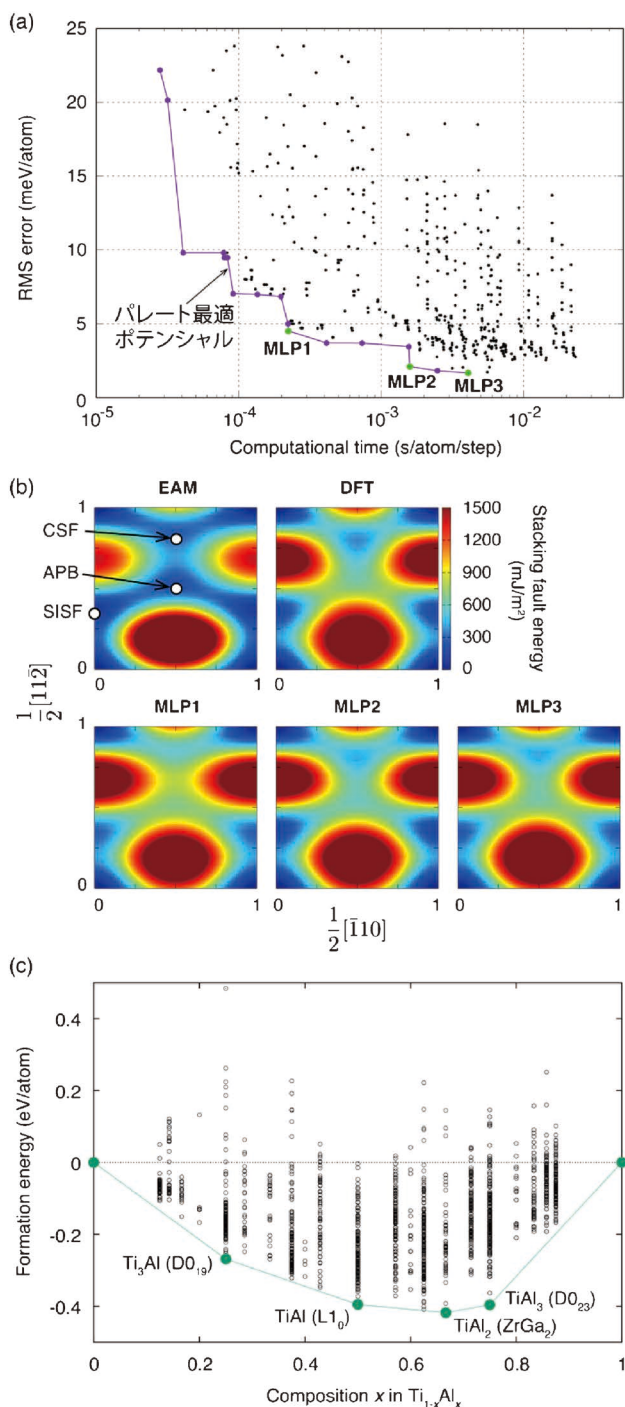 (a)
25
20
15
10
5
0
RMS error (meV/atom)
パレート最適
ポテンシャル
MLP1
MLP2
MLP3
10⁻⁵
10⁻⁴
10⁻³
10⁻²
Computational time (s/atom/step)
(b)
EAM
DFT
1
CSF
APB
SISF
0
0
1
0
1
1500
1200
900
600
300
0
Stacking fault energy
(mJ/m²)
1/2[112̄]
MLP1
MLP2
MLP3
1
0
0
1
0
1
0
1
1/2[1̄10]
(c)
0.4
0.2
0
-0.2
-0.4
Formation energy (eV/atom)
Ti₃Al (D0₁₉)
TiAl (L1₀)
TiAl₂ (ZrGa₂)
TiAl₃ (D0₂₃)
0
0.2
0.4
0.6
0.8
1
Composition x in Ti₁₋ₓAlₓ